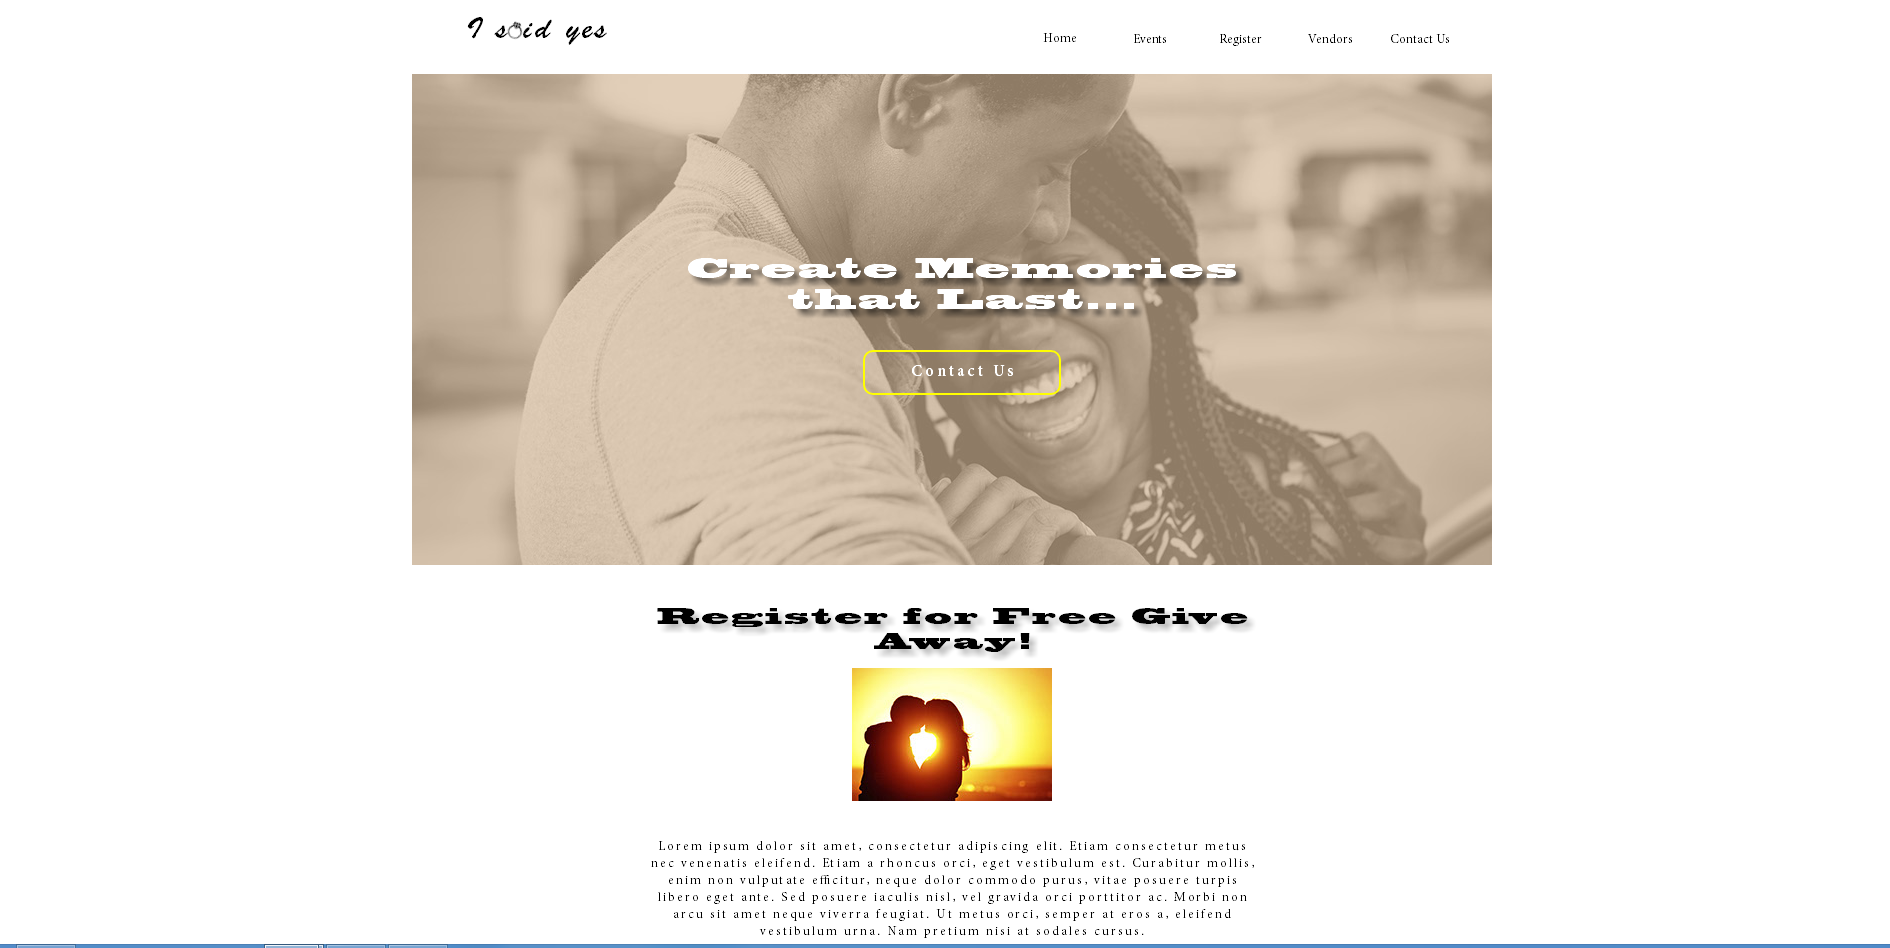 I said yes
Home Events Register Vendors Contact Us
Create Memories
that Last...
Contact Us
Register for Free Give
Away!
Lorem ipsum dolor sit amet, consectetur adipiscing elit. Etiam consectetur metus
nec venenatis eleifend. Etiam a rhoncus orci, eget vestibulum est. Curabitur mollis,
enim non vulputate efficitur, neque dolor commodo purus, vitae posuere turpis
libero eget ante. Sed posuere iaculis nisl, vel gravida orci porttitor ac. Morbi non
arcu sit amet neque viverra feugiat. Ut metus orci, semper at eros a, eleifend
vestibulum urna. Nam pretium nisi at sodales cursus.